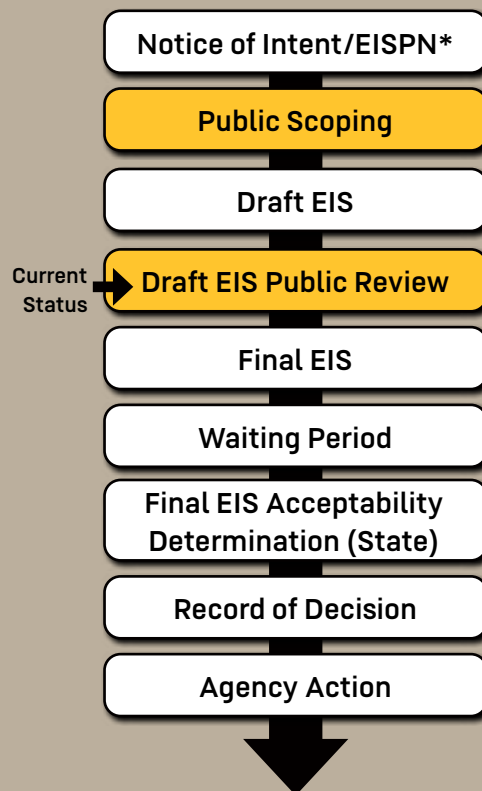 Notice of Intent/EISPN*
Public Scoping
Draft EIS
Current
Status
Draft EIS Public Review
Final EIS
Waiting Period
Final EIS Acceptability
Determination (State)
Record of Decision
Agency Action